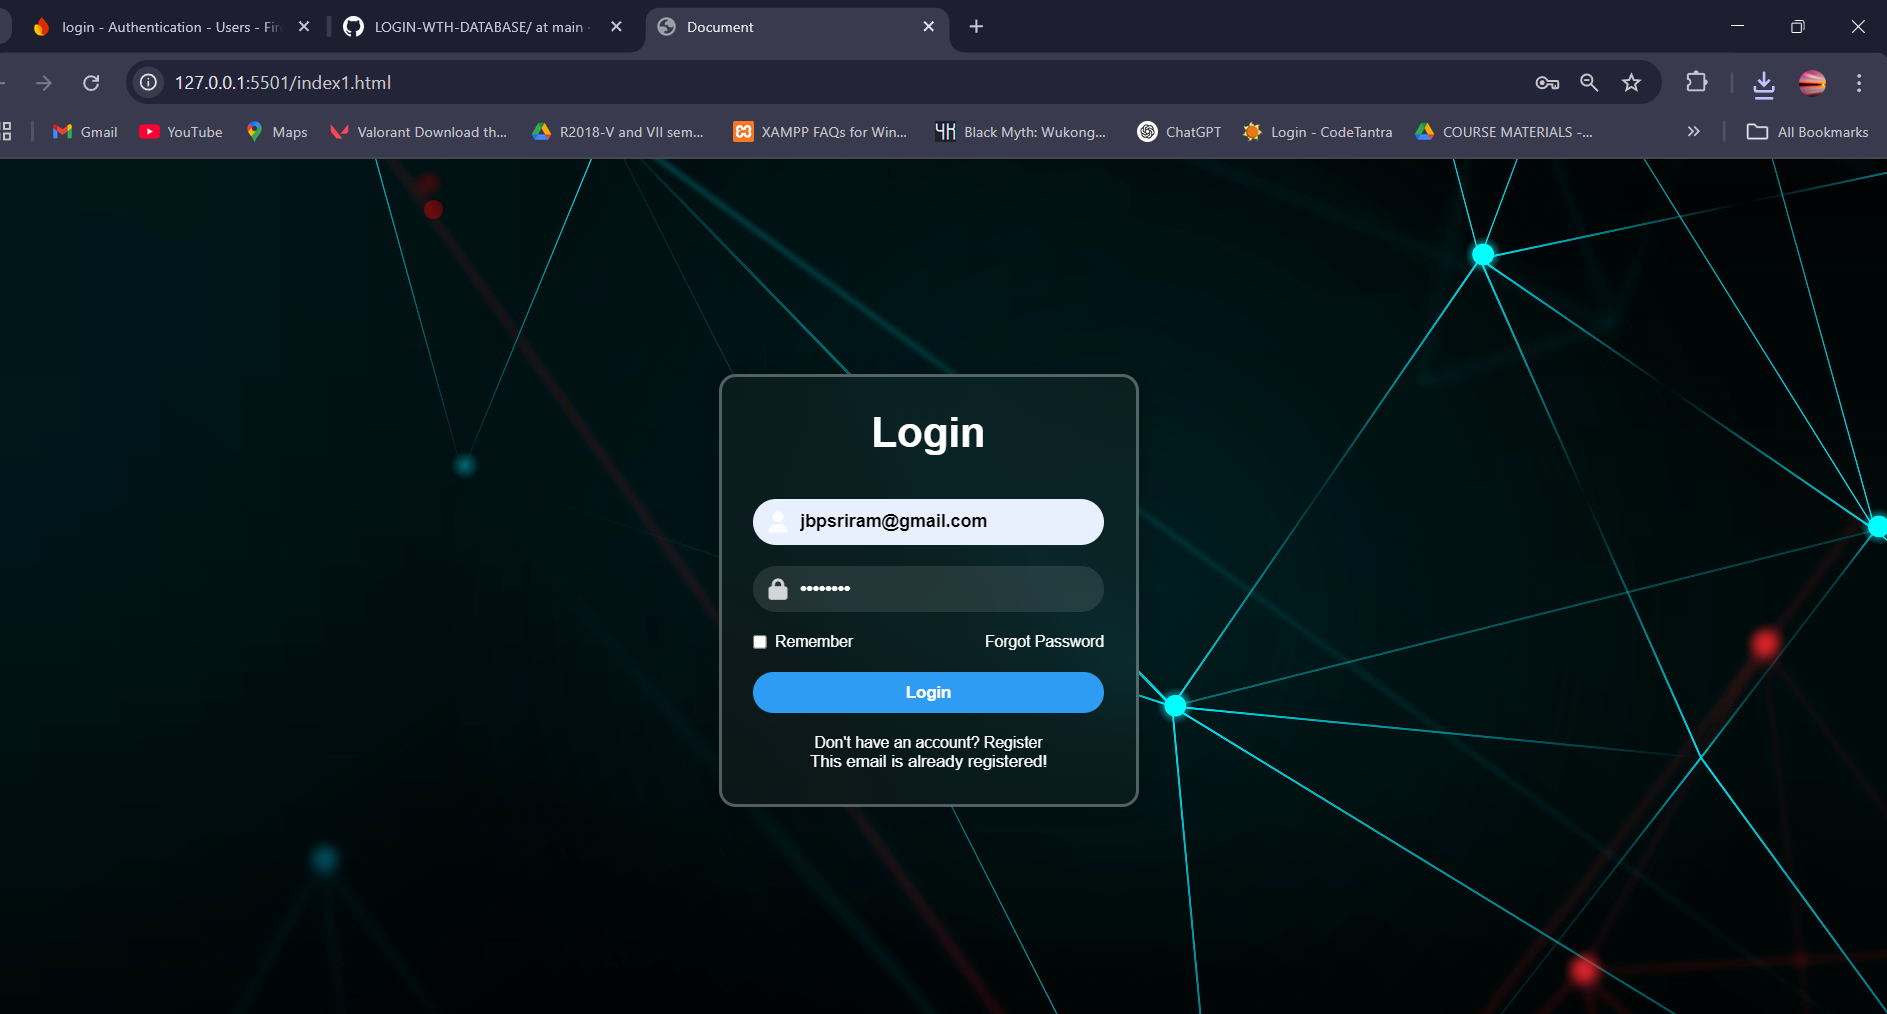 login - Authentication - Users - Fir
LOGIN-WTH-DATABASE/ at main
Document
127.0.0.1:5501/index1.html
Gmail
YouTube
Maps
Valorant Download th...
R2018-V and VII sem...
XAMPP FAQs for Win...
Black Myth: Wukong...
ChatGPT
Login - CodeTantra
COURSE MATERIALS -...
All Bookmarks
Login
jbpsriram@gmail.com
••••••••
Remember
Forgot Password
Login
Don't have an account? Register
This email is already registered!